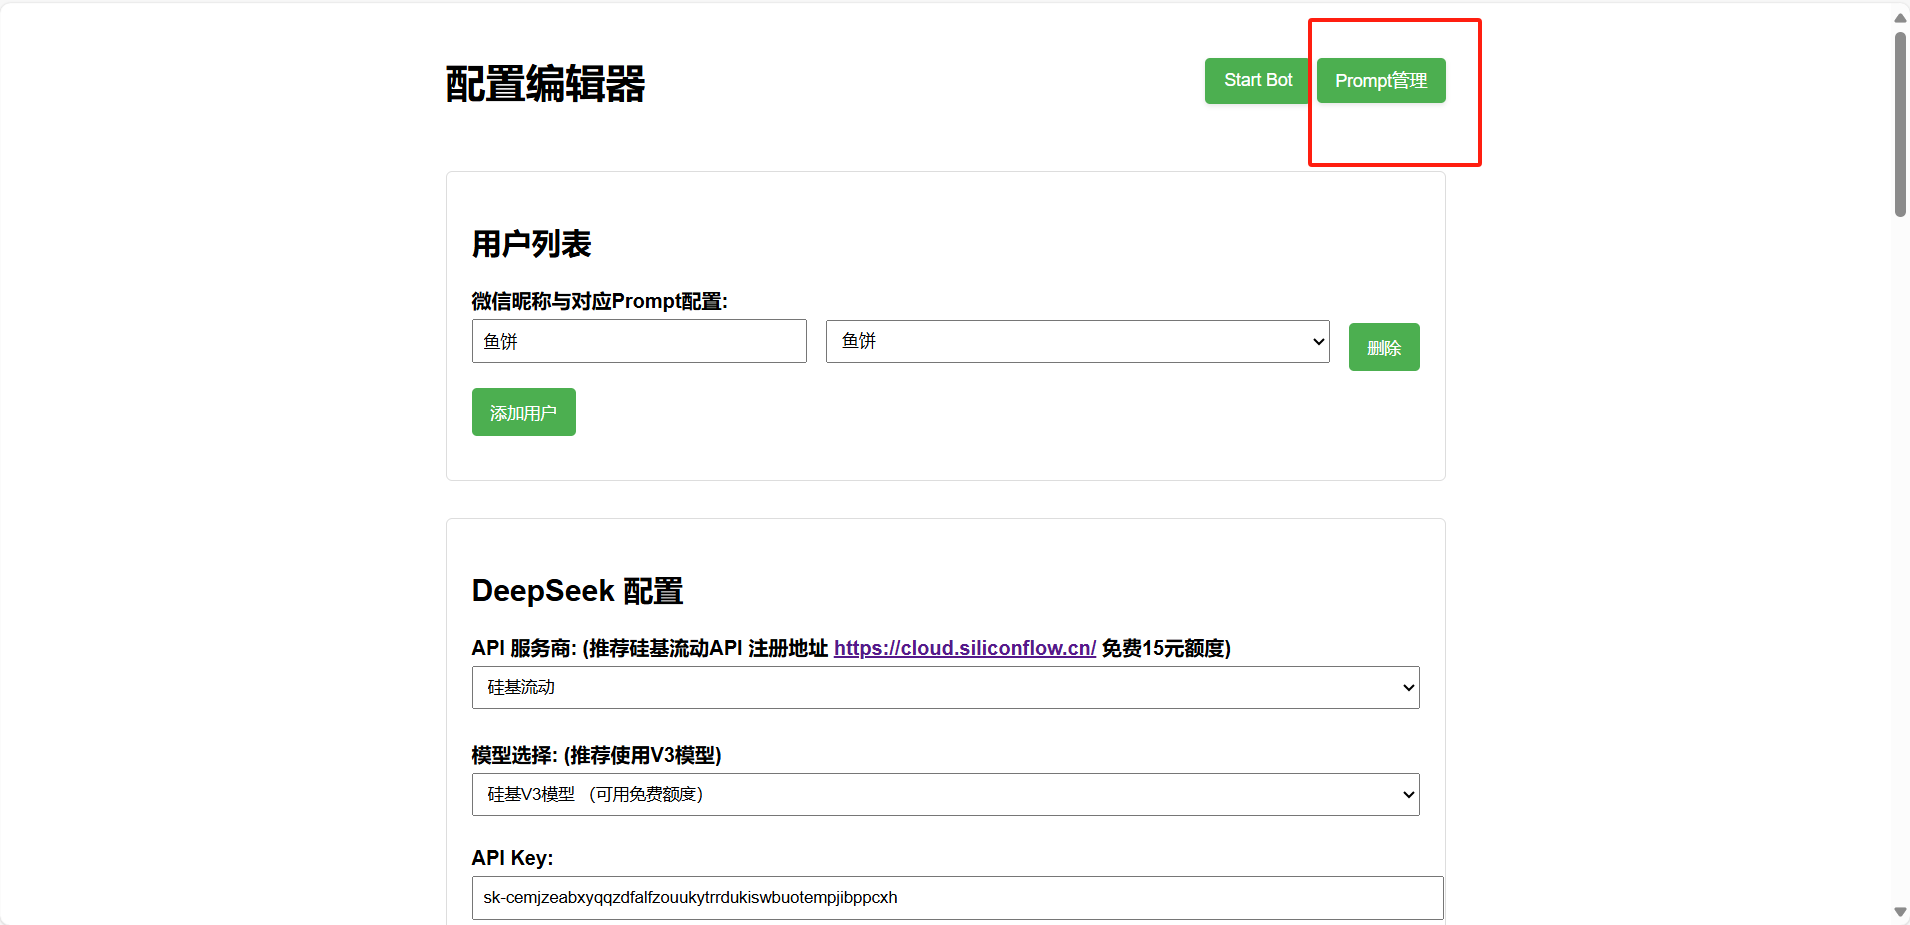 配置编辑器
Start Bot
Prompt管理
用户列表
微信昵称与对应Prompt配置:
鱼饼
鱼饼
删除
添加用户
DeepSeek 配置
API 服务商: (推荐硅基流动API 注册地址 https://cloud.siliconflow.cn/ 免费15元额度)
硅基流动
模型选择: (推荐使用V3模型)
硅基V3模型 （可用免费额度）
API Key:
sk-cemjzeabxyqqzdfalfzouukytrrdukiswbuotempjibppcxh